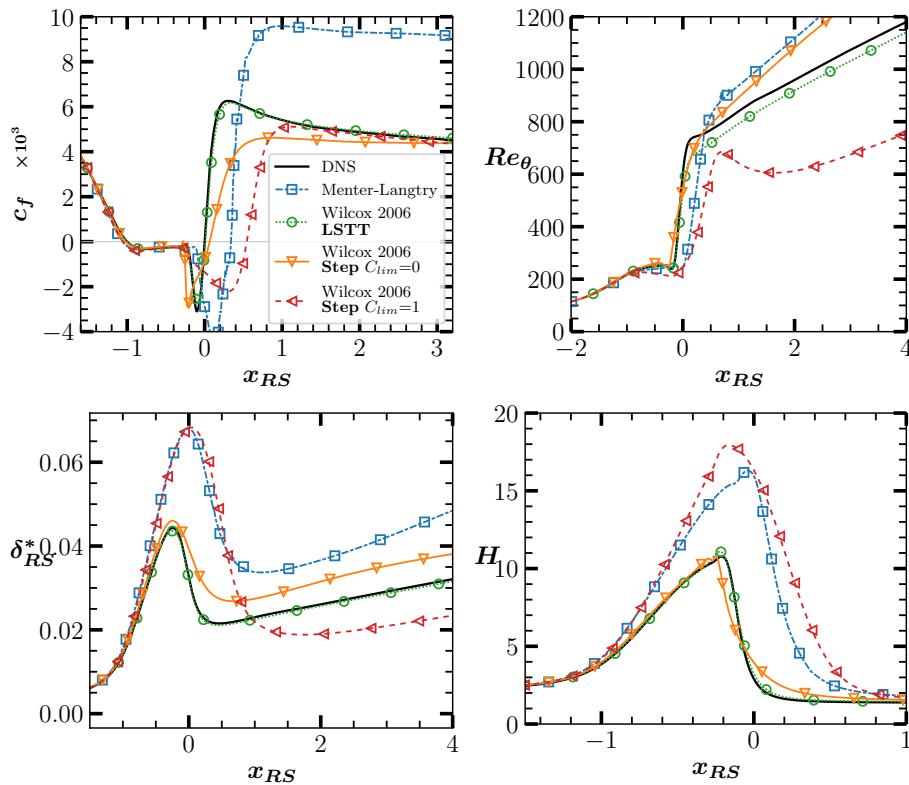 10
8
6
4
2
0
−2
−4
c_f ×10³
−1 0 1 2 3
x_RS
DNS
Menter-Langtry
Wilcox 2006
LSTT
Wilcox 2006
Step C_lim=0
Wilcox 2006
Step C_lim=1
1200
1000
800
600
400
200
0
Re_θ
−2 0 2 4
x_RS
0.06
0.04
0.02
0.00
δ*_RS
0 2 4
x_RS
20
15
10
5
0
H
−1 0 1
x_RS